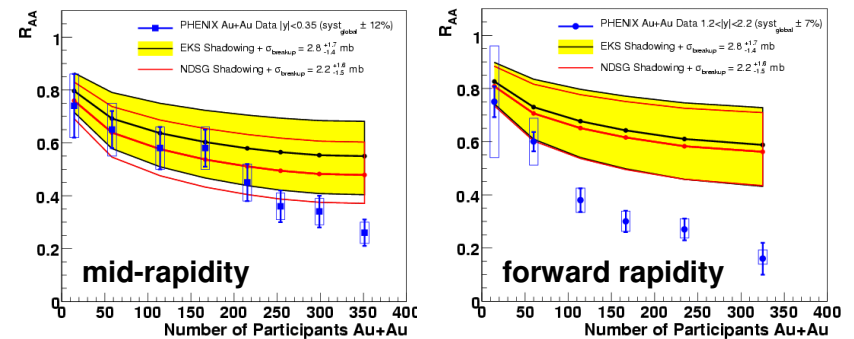 R_AA
PHENIX Au+Au Data |y|<0.35 (syst_global ± 12%)
EKS Shadowing + σ_breakup = 2.8 +1.7 -1.4 mb
NDSG Shadowing + σ_breakup = 2.2 +1.6 -1.5 mb
1
0.8
0.6
0.4
0.2
0
mid-rapidity
0 50 100 150 200 250 300 350 400
Number of Participants Au+Au
R_AA
PHENIX Au+Au Data 1.2<|y|<2.2 (syst_global ± 7%)
EKS Shadowing + σ_breakup = 2.8 +1.7 -1.4 mb
NDSG Shadowing + σ_breakup = 2.2 +1.6 -1.5 mb
1
0.8
0.6
0.4
0.2
0
forward rapidity
0 50 100 150 200 250 300 350 400
Number of Participants Au+Au